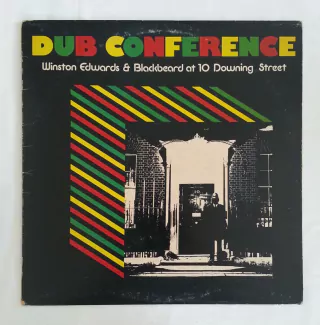 DUB CONFERENCE
Winston Edwards & Blackbeard at 10 Downing Street